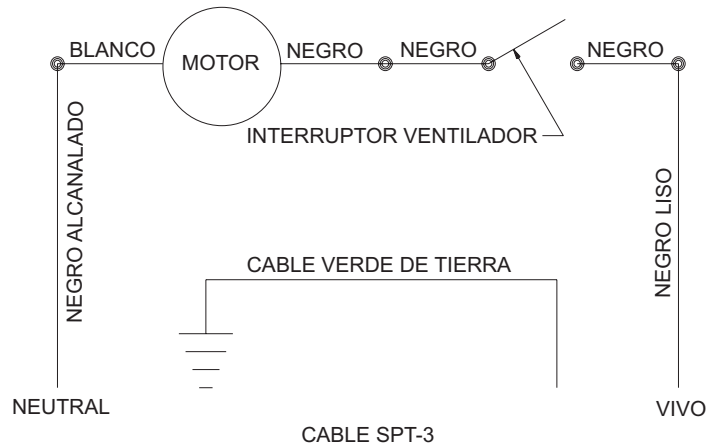 BLANCO
MOTOR
NEGRO
NEGRO
NEGRO
INTERRUPTOR VENTILADOR
NEGRO ALCANALADO
NEGRO LISO
CABLE VERDE DE TIERRA
NEUTRAL
VIVO
CABLE SPT-3